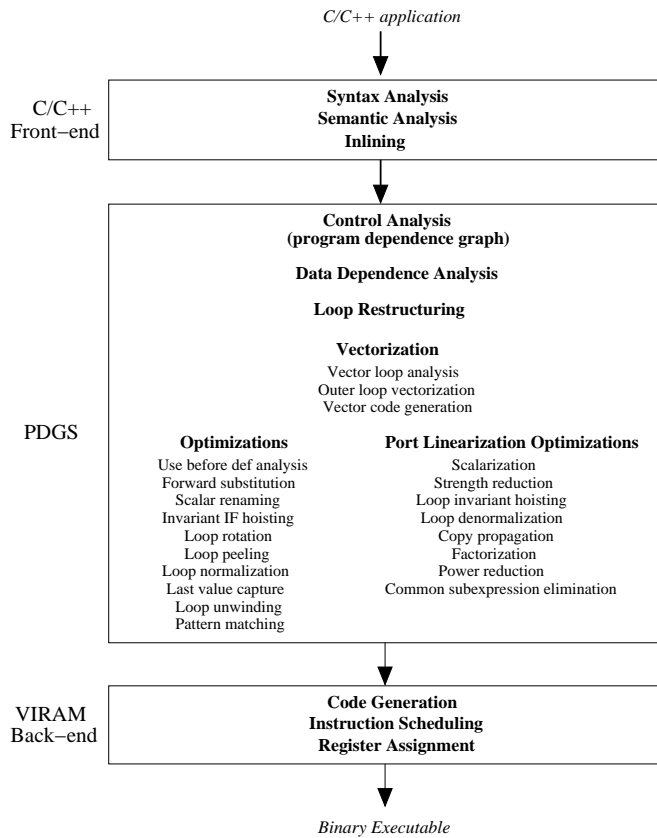 C/C++ application
C/C++
Front−end
Syntax Analysis
Semantic Analysis
Inlining
PDGS
Control Analysis
(program dependence graph)
Data Dependence Analysis
Loop Restructuring
Vectorization
Vector loop analysis
Outer loop vectorization
Vector code generation
Optimizations
Use before def analysis
Forward substitution
Scalar renaming
Invariant IF hoisting
Loop rotation
Loop peeling
Loop normalization
Last value capture
Loop unwinding
Pattern matching
Port Linearization Optimizations
Scalarization
Strength reduction
Loop invariant hoisting
Loop denormalization
Copy propagation
Factorization
Power reduction
Common subexpression elimination
VIRAM
Back−end
Code Generation
Instruction Scheduling
Register Assignment
Binary Executable